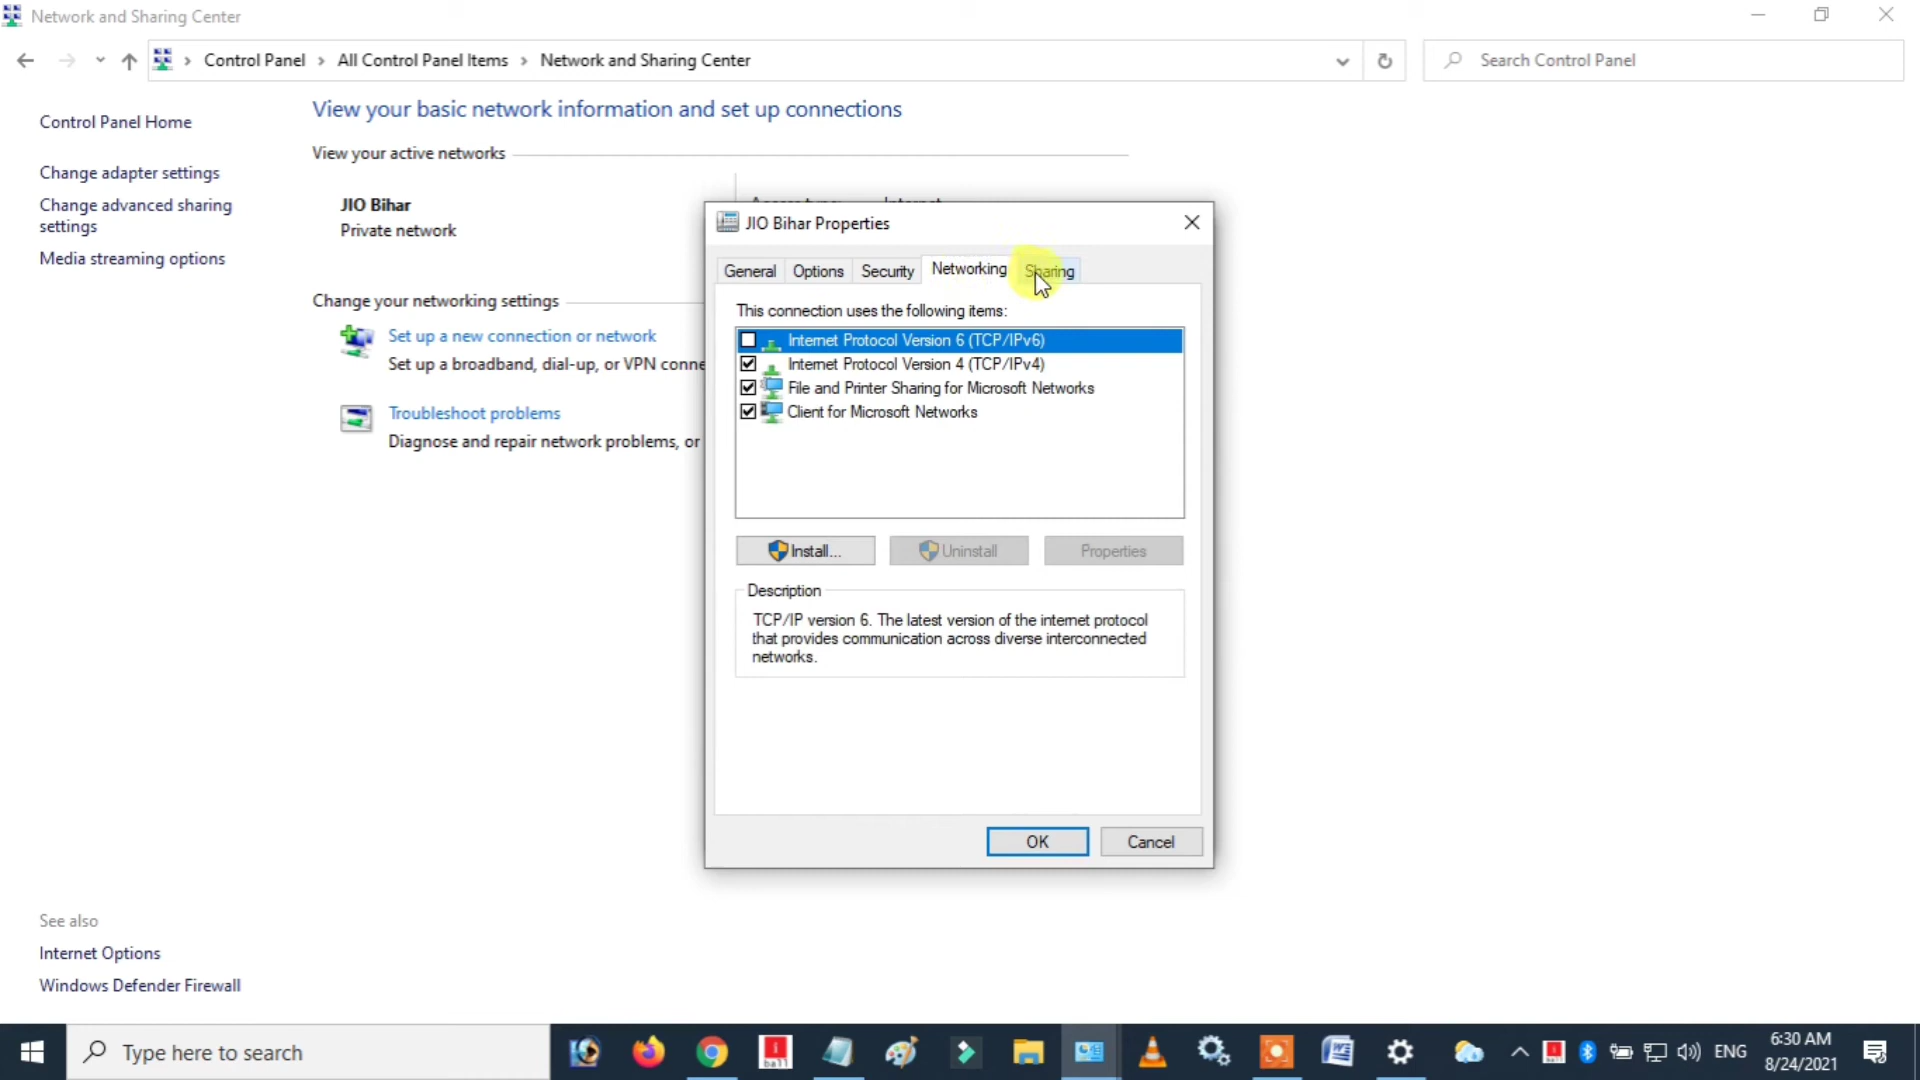 Network and Sharing Center
Control Panel > All Control Panel Items > Network and Sharing Center
Search Control Panel
Control Panel Home
Change adapter settings
Change advanced sharing
settings
Media streaming options
See also
Internet Options
Windows Defender Firewall
View your basic network information and set up connections
View your active networks
JIO Bihar
Private network
Change your networking settings
Set up a new connection or network
Set up a broadband, dial-up, or VPN conne
Troubleshoot problems
Diagnose and repair network problems, or
JIO Bihar Properties
General Options Security Networking Sharing
This connection uses the following items:
Internet Protocol Version 6 (TCP/IPv6)
Internet Protocol Version 4 (TCP/IPv4)
File and Printer Sharing for Microsoft Networks
Client for Microsoft Networks
Install... Uninstall Properties
Description
TCP/IP version 6. The latest version of the internet protocol
that provides communication across diverse interconnected
networks.
OK Cancel
Type here to search
ENG
6:30 AM
8/24/2021